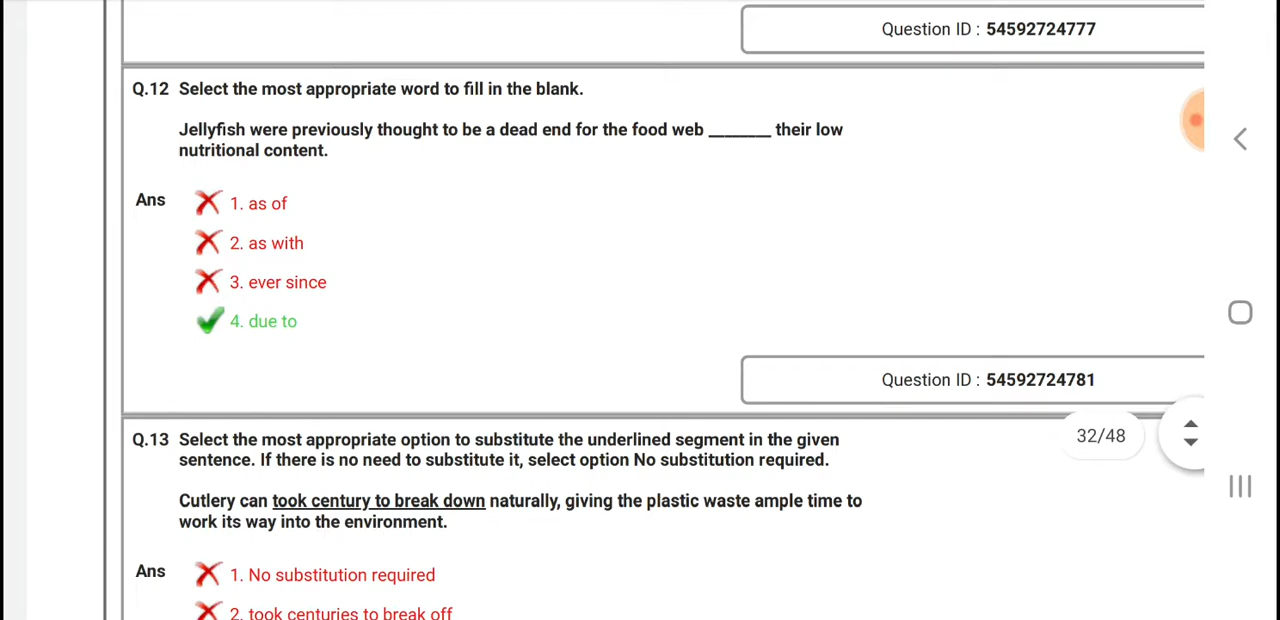 Question ID : 54592724777
Q.12 Select the most appropriate word to fill in the blank.
Jellyfish were previously thought to be a dead end for the food web _______ their low
nutritional content.
Ans
1. as of
2. as with
3. ever since
4. due to
Question ID : 54592724781
32/48
Q.13 Select the most appropriate option to substitute the underlined segment in the given
sentence. If there is no need to substitute it, select option No substitution required.
Cutlery can took century to break down naturally, giving the plastic waste ample time to
work its way into the environment.
Ans
1. No substitution required
2. took centuries to break off